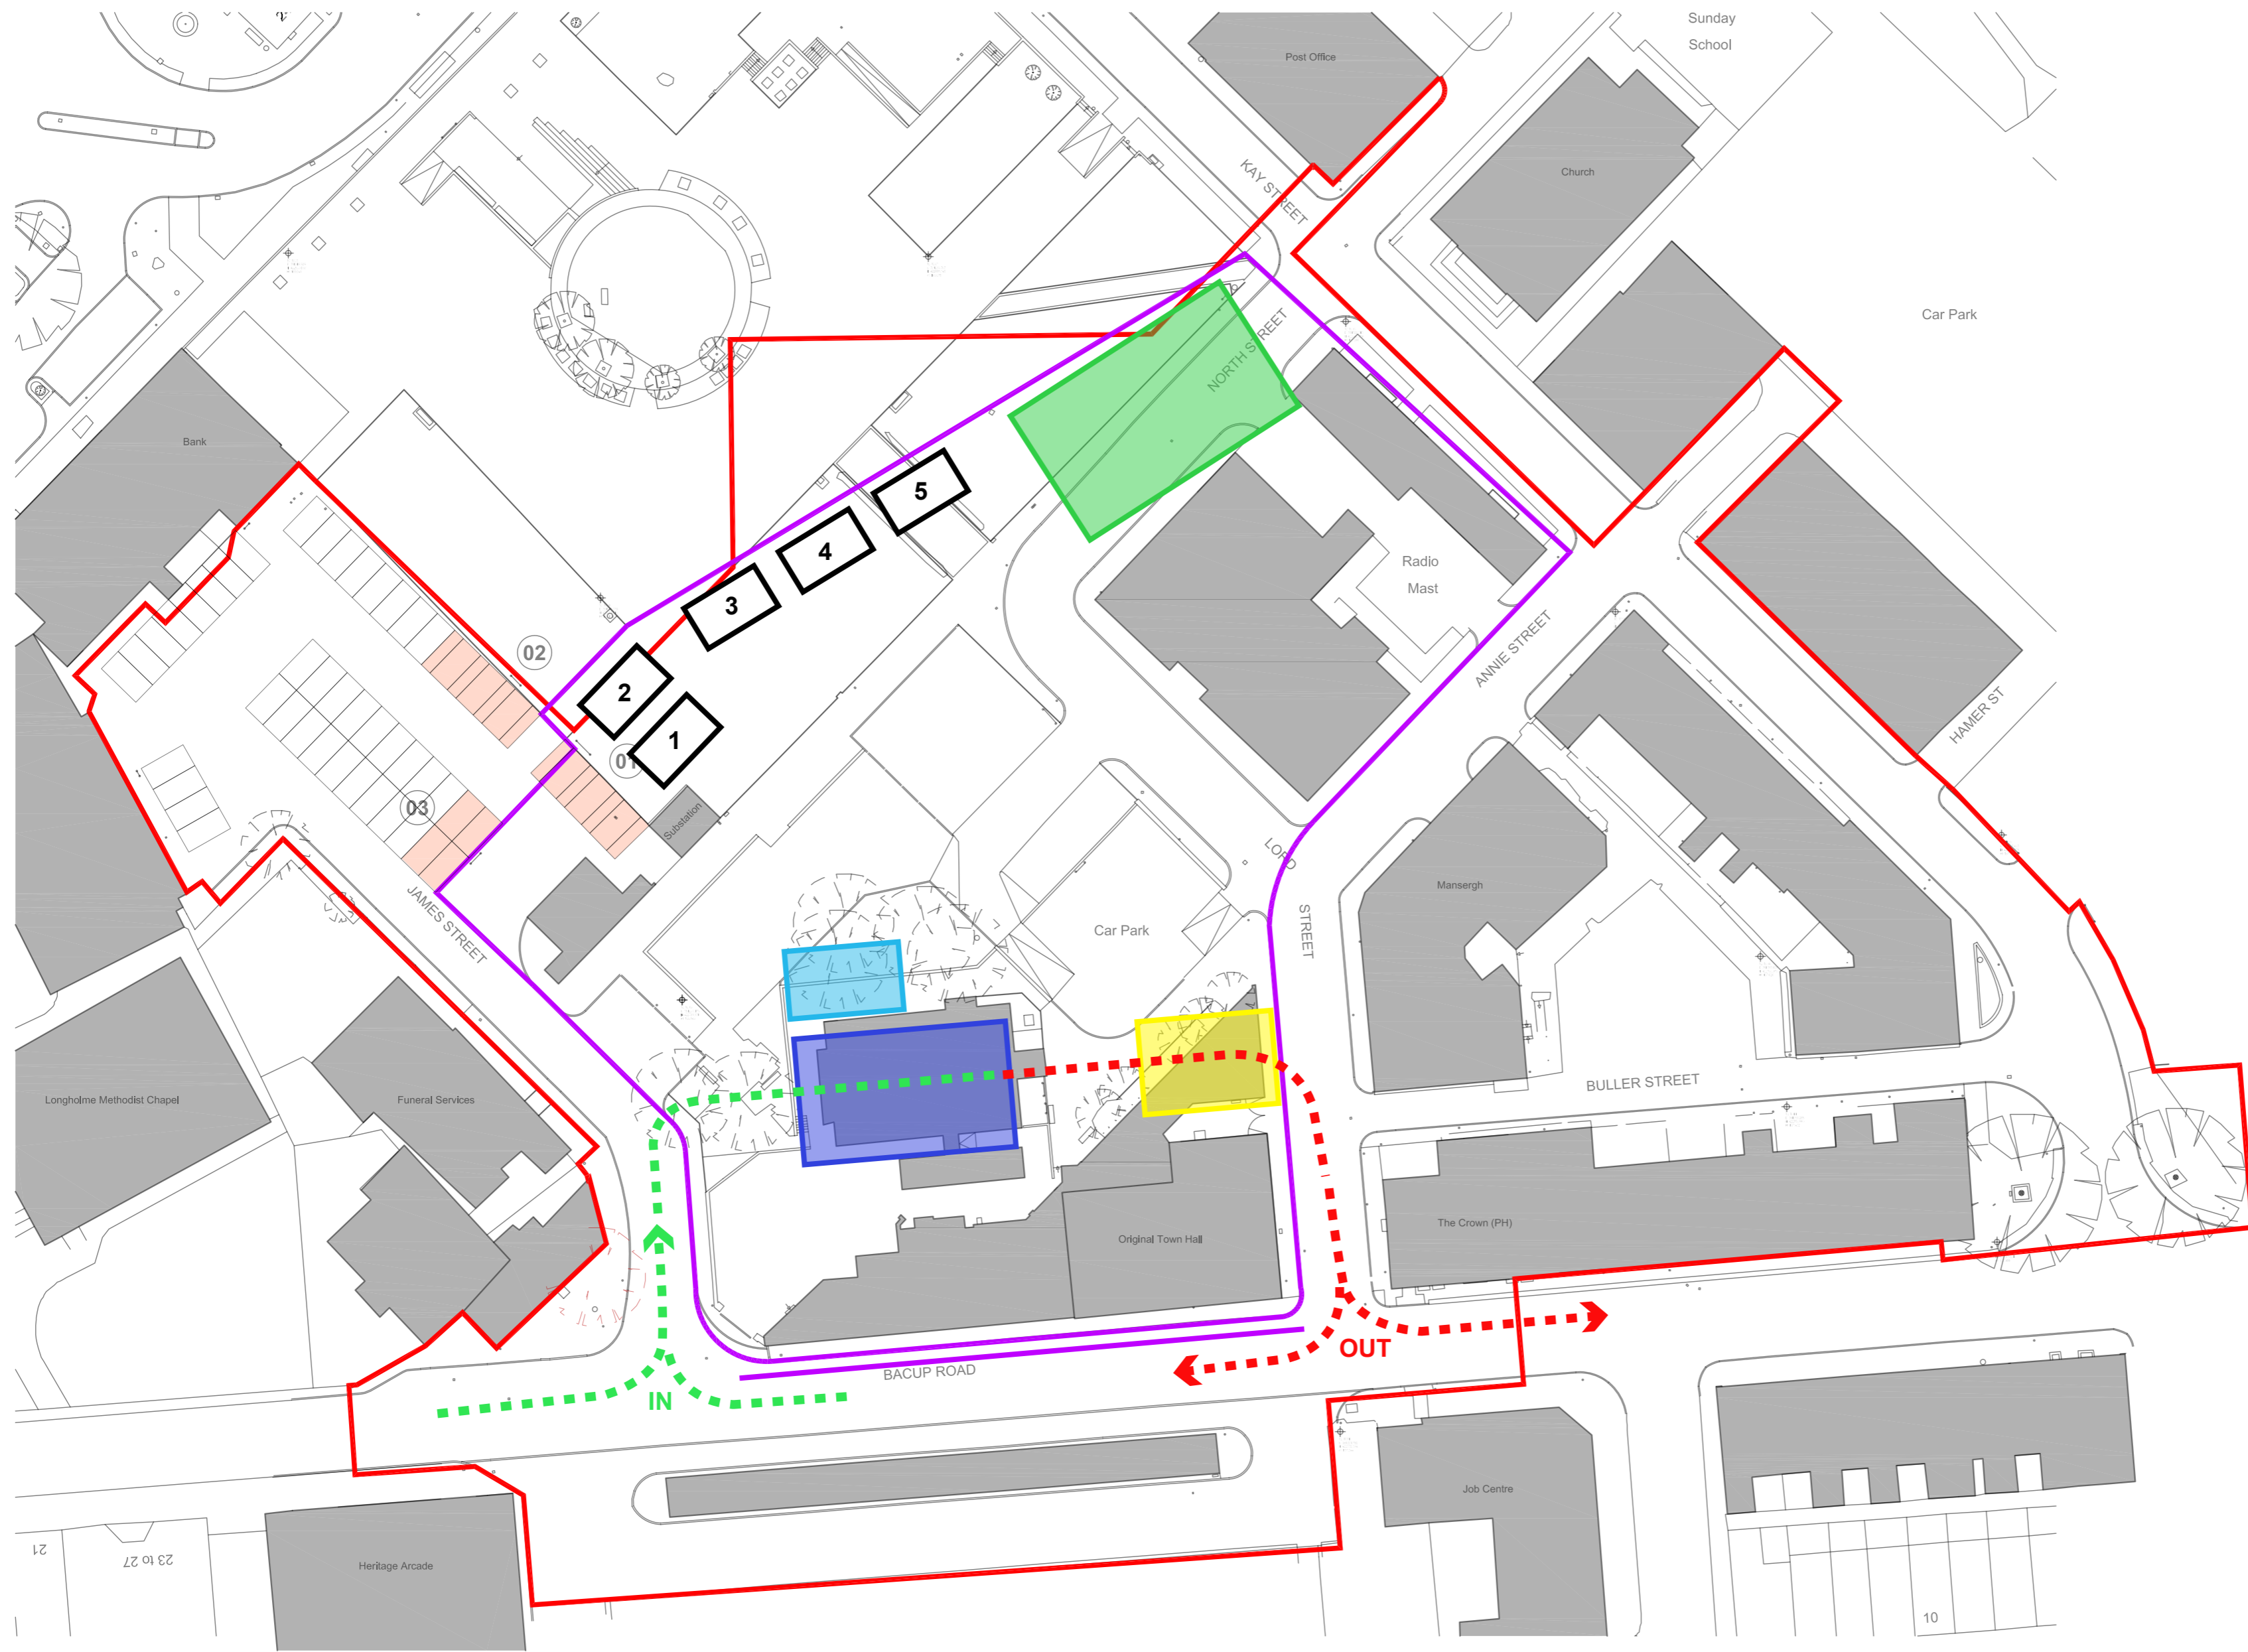 Sunday
School
Post Office
KAY STREET
Church
Car Park
NORTH STREET
Bank
5
4
Radio
Mast
3
ANNIE STREET
02
2
1
01
HAMER ST
03
Substation
LORD
STREET
Mansergh
JAMES STREET
Car Park
BULLER STREET
Longholme Methodist Chapel
Funeral Services
The Crown (PH)
Original Town Hall
OUT
BACUP ROAD
IN
Job Centre
21
23 to 27
Heritage Arcade
10